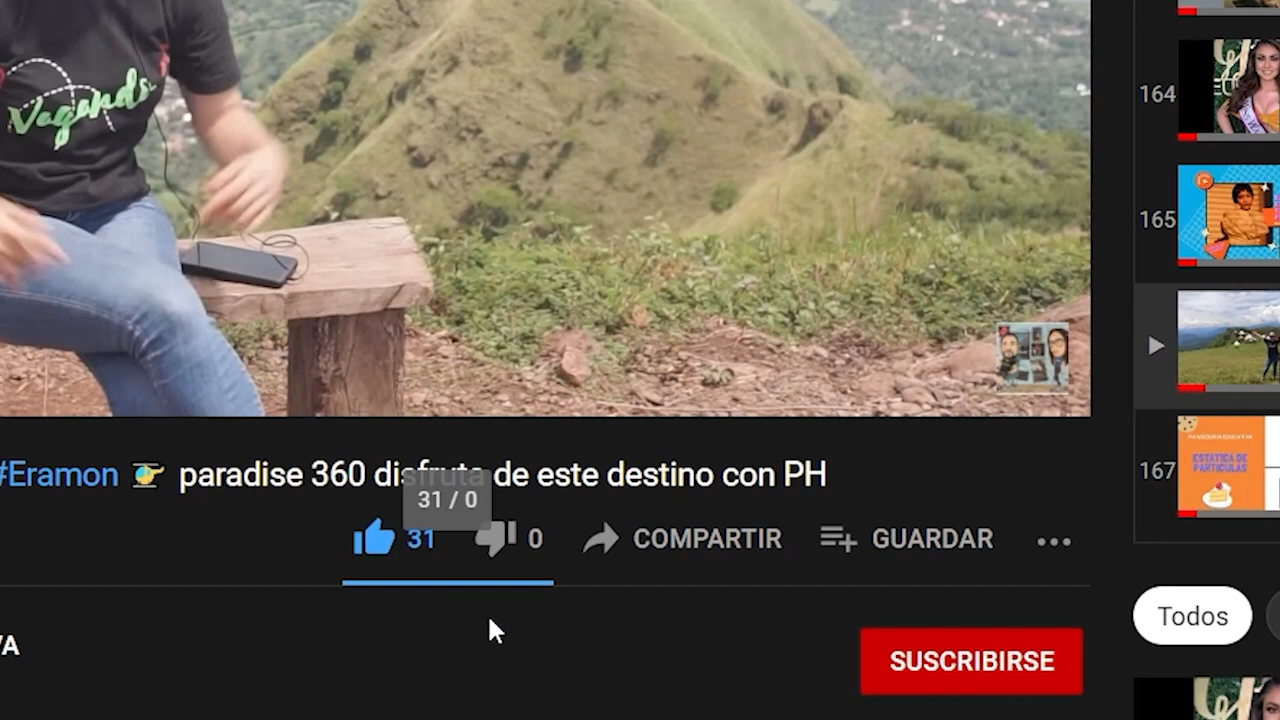 Vagands
164
165
#Eramon paradise 360 disfruta de este destino con PH
31 / 0
31
0
COMPARTIR
GUARDAR
167
ESTATICA DE
PARTICULAS
Todos
SUSCRIBIRSE